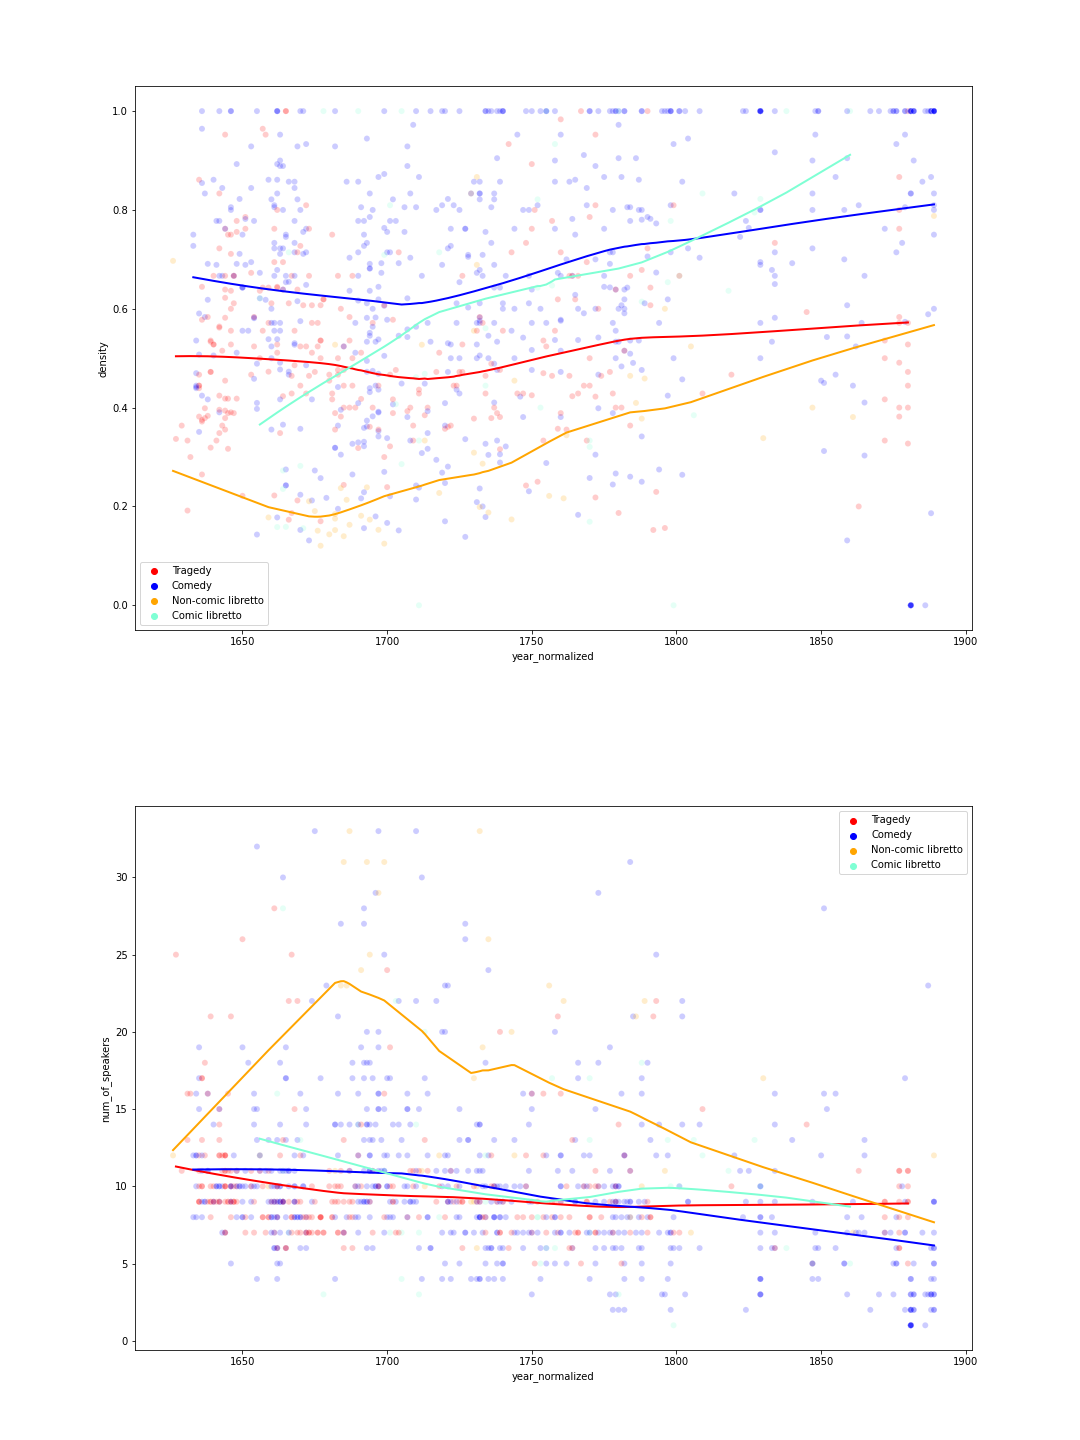 1.0
0.8
0.6
density
0.4
0.2
0.0
Tragedy
Comedy
Non-comic libretto
Comic libretto
1650 1700 1750 1800 1850 1900
year_normalized
Tragedy
Comedy
Non-comic libretto
Comic libretto
30
25
20
num_of_speakers
15
10
5
0
1650 1700 1750 1800 1850 1900
year_normalized